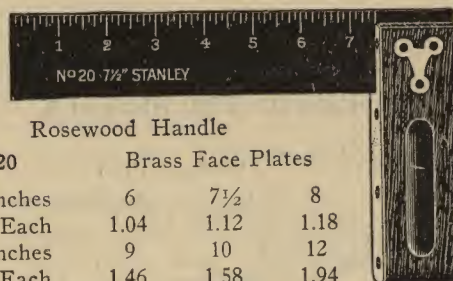 1 2 3 4 5 6 7
Nº 20 7½" STANLEY
Rosewood Handle
20 Brass Face Plates
nches 6 7½ 8
Each 1.04 1.12 1.18
nches 9 10 12
Each 1.46 1.58 1.94